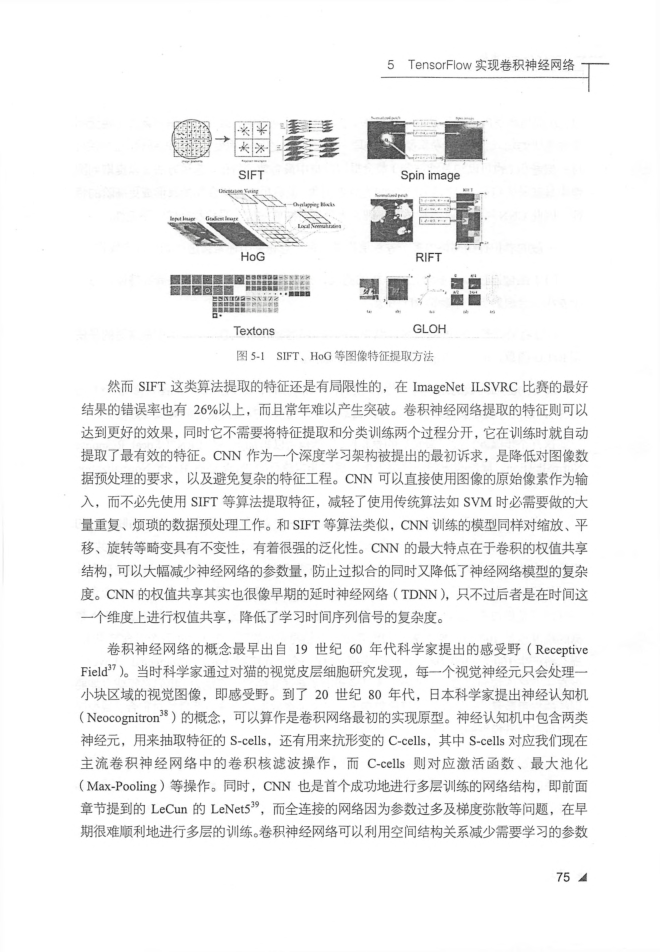 5 TensorFlow 实现卷积神经网络
SIFT
Spin image
Orientation Voting
Overlapping Blocks
Input Image
Gradient Image
Local Normalization
Normalized patch
RIFT
HoG
RIFT
Textons
GLOH
图 5-1 SIFT、HoG 等图像特征提取方法
然而 SIFT 这类算法提取的特征还是有局限性的，在 ImageNet ILSVRC 比赛的最好
结果的错误率也有 26%以上，而且常年难以产生突破。卷积神经网络提取的特征则可以
达到更好的效果，同时它不需要将特征提取和分类训练两个过程分开，它在训练时就自动
提取了最有效的特征。CNN 作为一个深度学习架构被提出的最初诉求，是降低对图像数
据预处理的要求，以及避免复杂的特征工程。CNN 可以直接使用图像的原始像素作为输
入，而不必先使用 SIFT 等算法提取特征，减轻了使用传统算法如 SVM 时必需要做的大
量重复、烦琐的数据预处理工作。和 SIFT 等算法类似，CNN 训练的模型同样对缩放、平
移、旋转等畸变具有不变性，有着很强的泛化性。CNN 的最大特点在于卷积的权值共享
结构，可以大幅减少神经网络的参数量，防止过拟合的同时又降低了神经网络模型的复杂
度。CNN 的权值共享其实也很像早期的延时神经网络（TDNN），只不过后者是在时间这
一个维度上进行权值共享，降低了学习时间序列信号的复杂度。
卷积神经网络的概念最早出自 19 世纪 60 年代科学家提出的感受野（Receptive
Field³⁷）。当时科学家通过对猫的视觉皮层细胞研究发现，每一个视觉神经元只会处理一
小块区域的视觉图像，即感受野。到了 20 世纪 80 年代，日本科学家提出神经认知机
（Neocognitron³⁸）的概念，可以算作是卷积网络最初的实现原型。神经认知机中包含两类
神经元，用来抽取特征的 S-cells，还有用来抗形变的 C-cells，其中 S-cells 对应我们现在
主流卷积神经网络中的卷积核滤波操作，而 C-cells 则对应激活函数、最大池化
（Max-Pooling）等操作。同时，CNN 也是首个成功地进行多层训练的网络结构，即前面
章节提到的 LeCun 的 LeNet5³⁹，而全连接的网络因为参数过多及梯度弥散等问题，在早
期很难顺利地进行多层的训练。卷积神经网络可以利用空间结构关系减少需要学习的参数
75